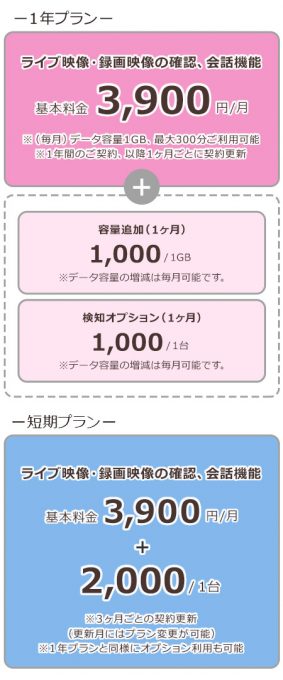 ー1年プランー
ライブ映像・録画映像の確認、会話機能
基本料金 3,900 円/月
※（毎月）データ容量1GB、最大300分ご利用可能
※1年間のご契約、以降1ヶ月ごとに契約更新
+
容量追加（1ヶ月）
1,000 / 1GB
※データ容量の増減は毎月可能です。
検知オプション（1ヶ月）
1,000 / 1台
※データ容量の増減は毎月可能です。
ー短期プランー
ライブ映像・録画映像の確認、会話機能
基本料金 3,900 円/月
+
2,000 / 1台
※3ヶ月ごとの契約更新
（更新月にはプラン変更が可能）
※1年プランと同様にオプション利用も可能